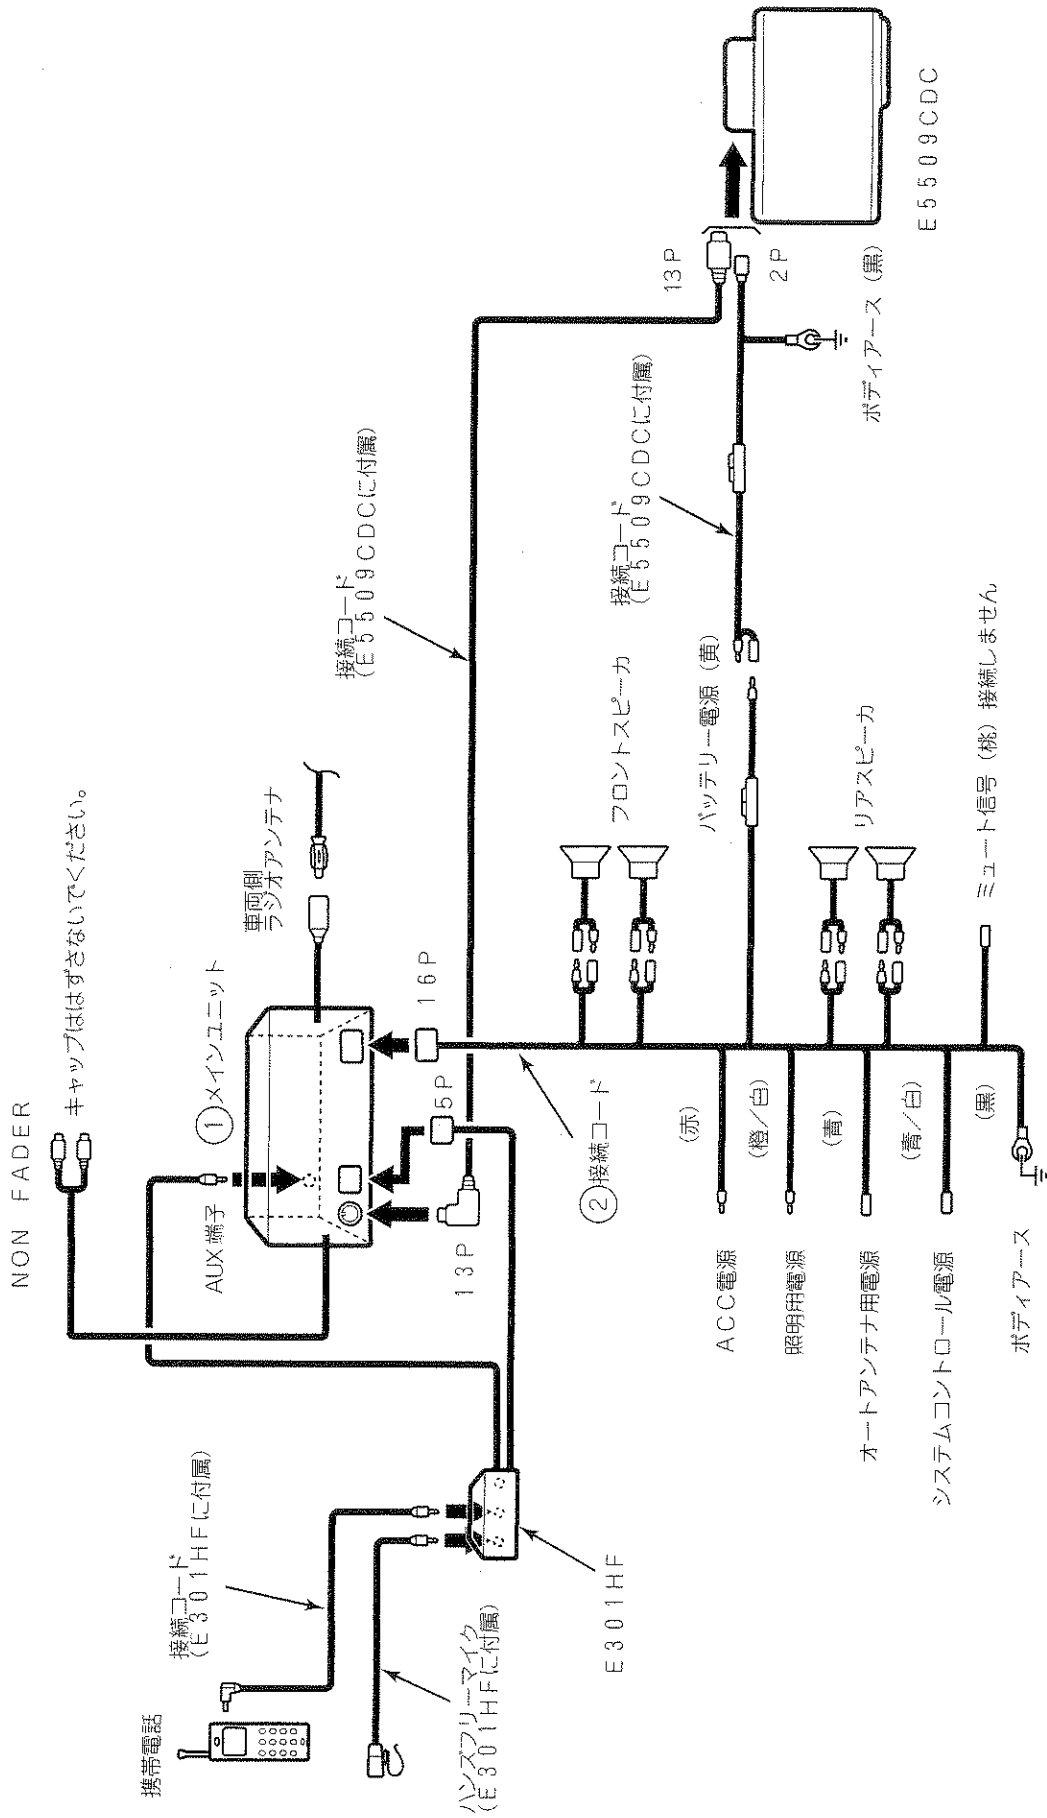 携帯電話
接続コード
(E301HFに付属)
ハンズフリーマイク
(E301HFに付属)
E301HF
NON FADER
キャップははずさないでください。
AUX端子
①メインユニット
車両側
ラジオアンテナ
13P
5P
16P
②接続コード
接続コード
(E5509CDCに付属)
接続コード
(E5509CDCに付属)
13P
2P
E5509CDC
ボディアース(黒)
フロントスピーカ
バッテリー電源(黄)
リアスピーカ
ミュート信号(桃)接続しません
ACC電源
(赤)
照明用電源
(橙/白)
オートアンテナ用電源
(青)
システムコントロール電源
(青/白)
ボディアース
(黒)